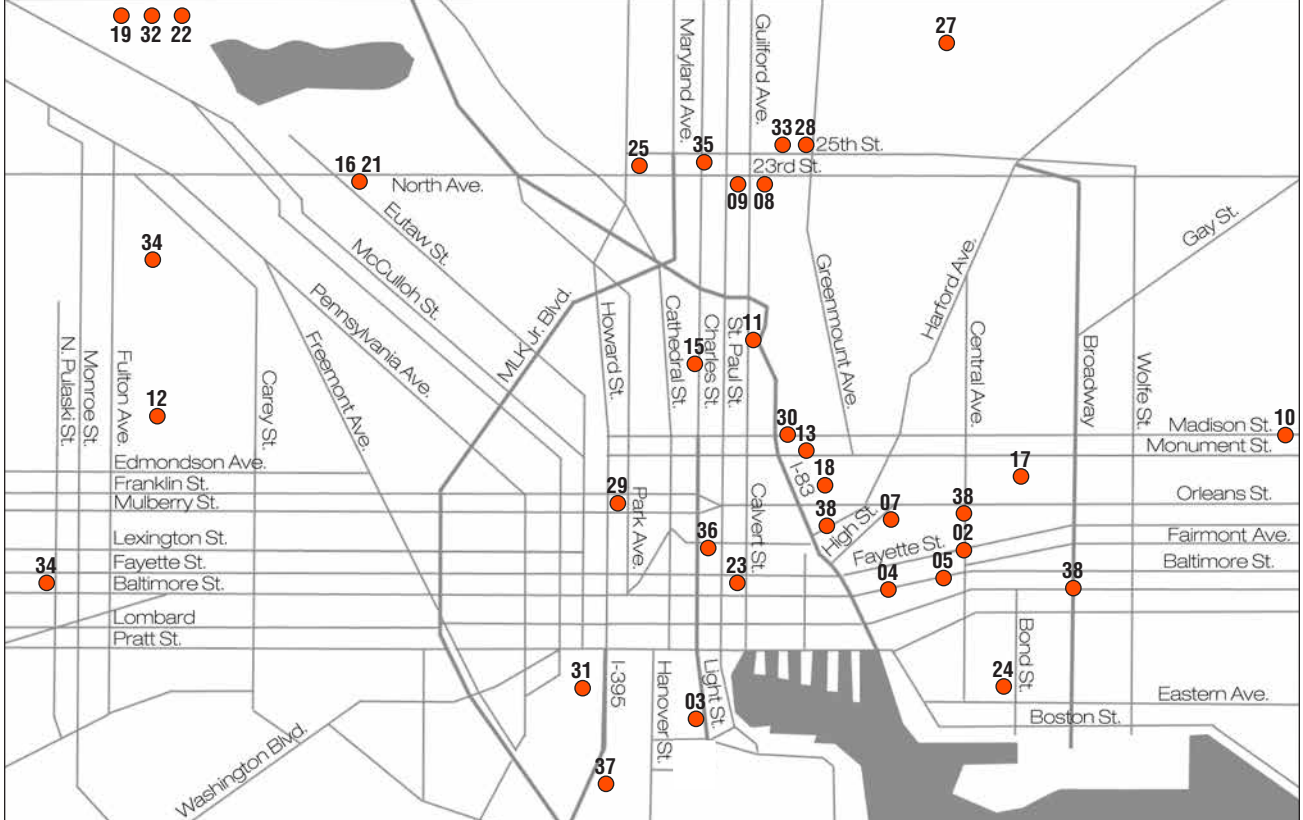 19 32 22
27
Maryland Ave.
Guilford Ave.
33 28
25th St.
25
35
23rd St.
16 21
North Ave.
09 08
Eutaw St.
Gay St.
34
McCulloh St.
Harford Ave.
Greenmount Ave.
Pennsylvania Ave.
MLK Jr. Blvd.
Howard St.
Cathedral St.
Charles St.
St. Paul St.
11
15
Freemont Ave.
Central Ave.
Broadway
Wolfe St.
N. Pulaski St.
Monroe St.
Fulton Ave.
Carey St.
12
30
13
Madison St.
10
Monument St.
Edmondson Ave.
Franklin St.
Mulberry St.
29
Park Ave.
I-83
18
17
Orleans St.
38
High St.
07
38
Calvert St.
36
Lexington St.
Fayette St.
02
Fairmont Ave.
Fayette St.
34
Baltimore St.
23
04
05
38
Baltimore St.
Lombard
Pratt St.
Bond St.
31
I-395
Hanover St.
Light St.
03
24
Eastern Ave.
Boston St.
Washington Blvd.
37